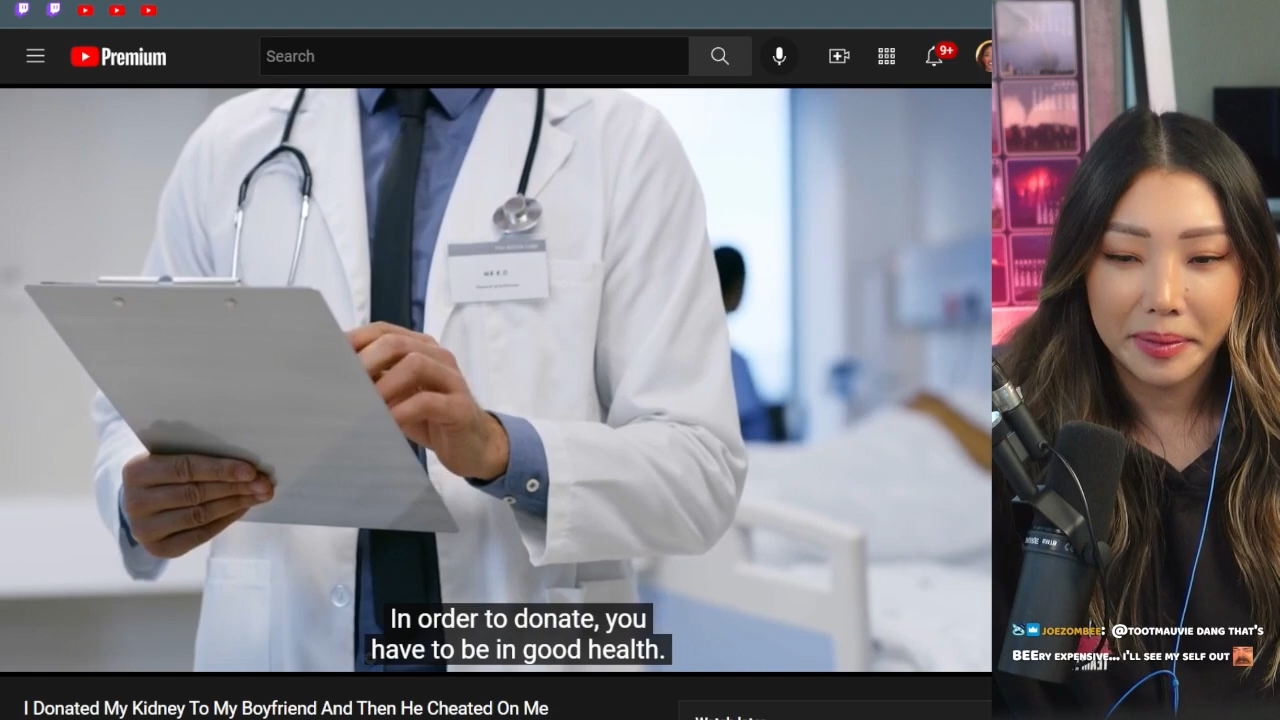 Premium
Search
9+
MR K.D
In order to donate, you
have to be in good health.
JOEZOMBEE: @TOOTMAUVIE DANG THAT'S
BEERY EXPENSIVE... I'LL SEE MY SELF OUT
I Donated My Kidney To My Boyfriend And Then He Cheated On Me